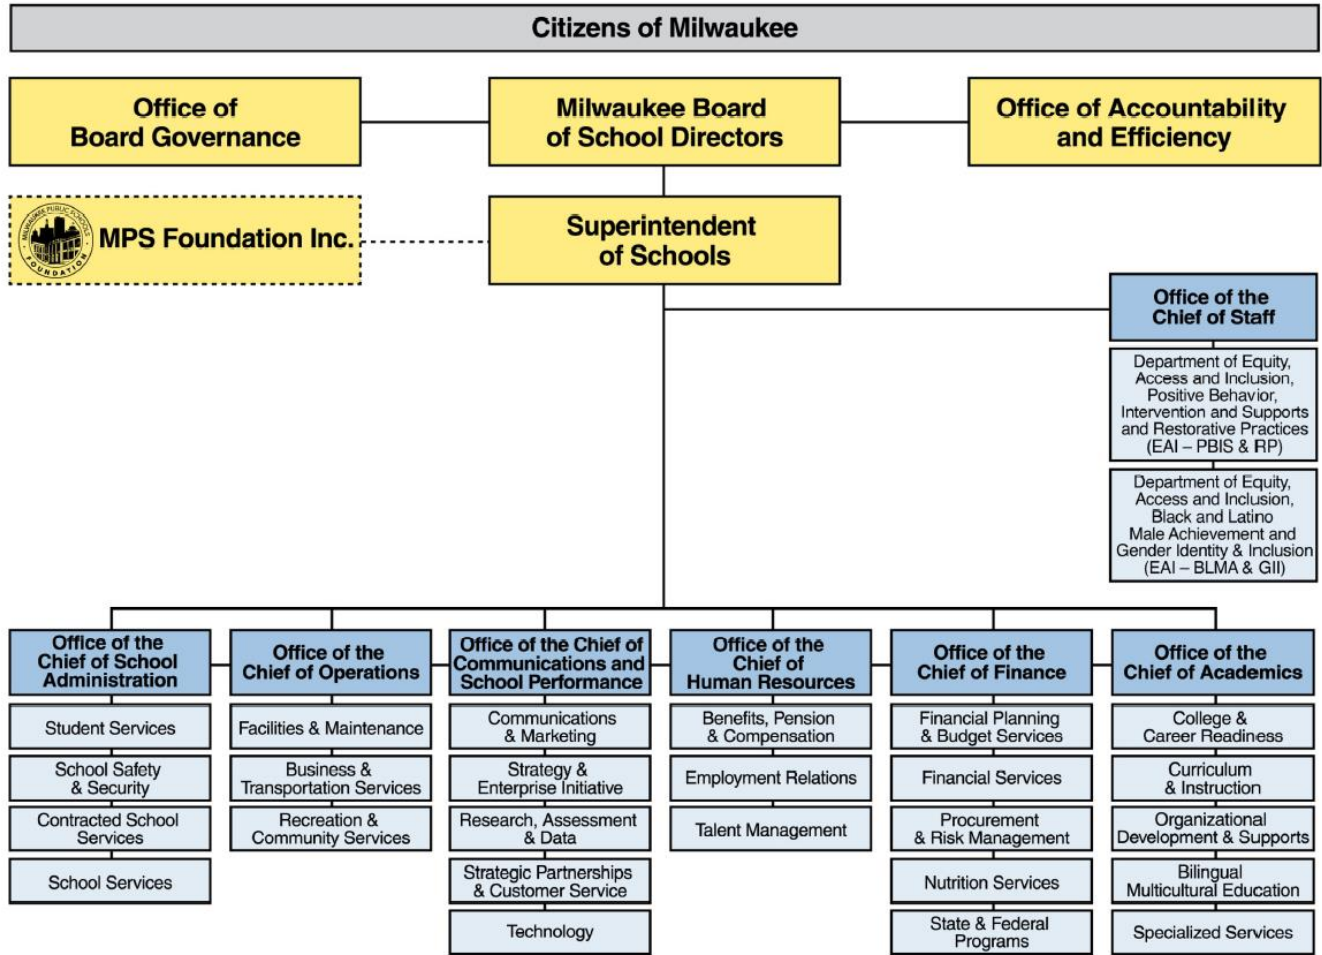 Citizens of Milwaukee
Office of
Board Governance
Milwaukee Board
of School Directors
Office of Accountability
and Efficiency
MILWAUKEE PUBLIC SCHOOLS
FOUNDATION
MPS Foundation Inc.
Superintendent
of Schools
Office of the
Chief of Staff
Department of Equity,
Access and Inclusion,
Positive Behavior,
Intervention and Supports
and Restorative Practices
(EAI – PBIS & RP)
Department of Equity,
Access and Inclusion,
Black and Latino
Male Achievement and
Gender Identity & Inclusion
(EAI – BLMA & GII)
Office of the
Chief of School
Administration
Student Services
School Safety
& Security
Contracted School
Services
School Services
Office of the
Chief of Operations
Facilities & Maintenance
Business &
Transportation Services
Recreation &
Community Services
Office of the Chief of
Communications and
School Performance
Communications
& Marketing
Strategy &
Enterprise Initiative
Research, Assessment
& Data
Strategic Partnerships
& Customer Service
Technology
Office of the
Chief of
Human Resources
Benefits, Pension
& Compensation
Employment Relations
Talent Management
Office of the
Chief of Finance
Financial Planning
& Budget Services
Financial Services
Procurement
& Risk Management
Nutrition Services
State & Federal
Programs
Office of the
Chief of Academics
College &
Career Readiness
Curriculum
& Instruction
Organizational
Development & Supports
Bilingual
Multicultural Education
Specialized Services